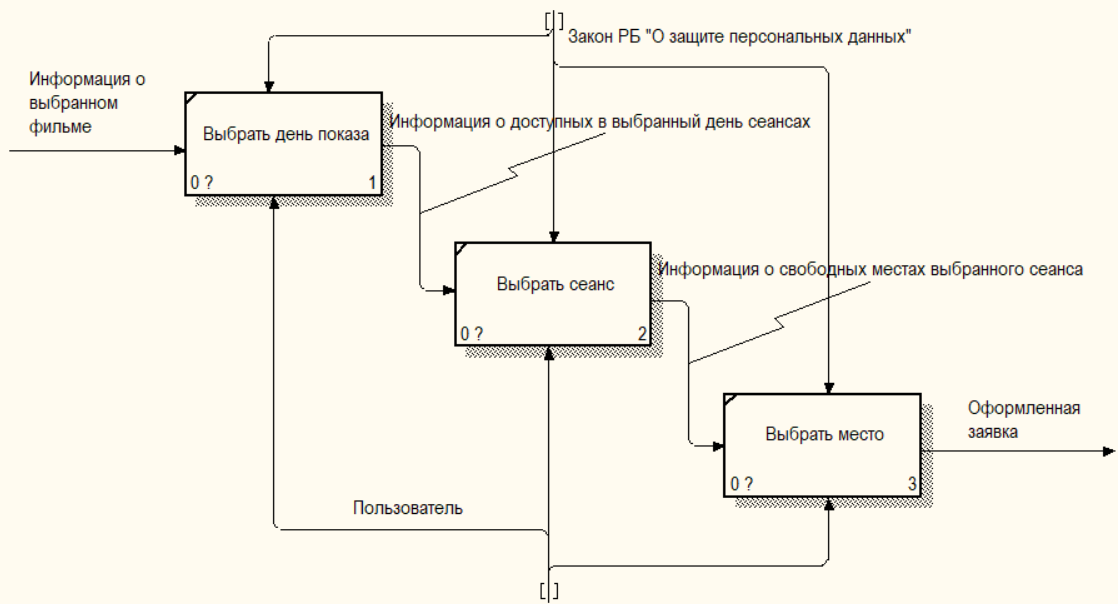 [ ]
Закон РБ "О защите персональных данных"
Информация о
выбранном
фильме
Выбрать день показа
0 ?
1
Информация о доступных в выбранный день сеансах
Выбрать сеанс
0 ?
2
Информация о свободных местах выбранного сеанса
Выбрать место
0 ?
3
Оформленная
заявка
Пользователь
[ ]